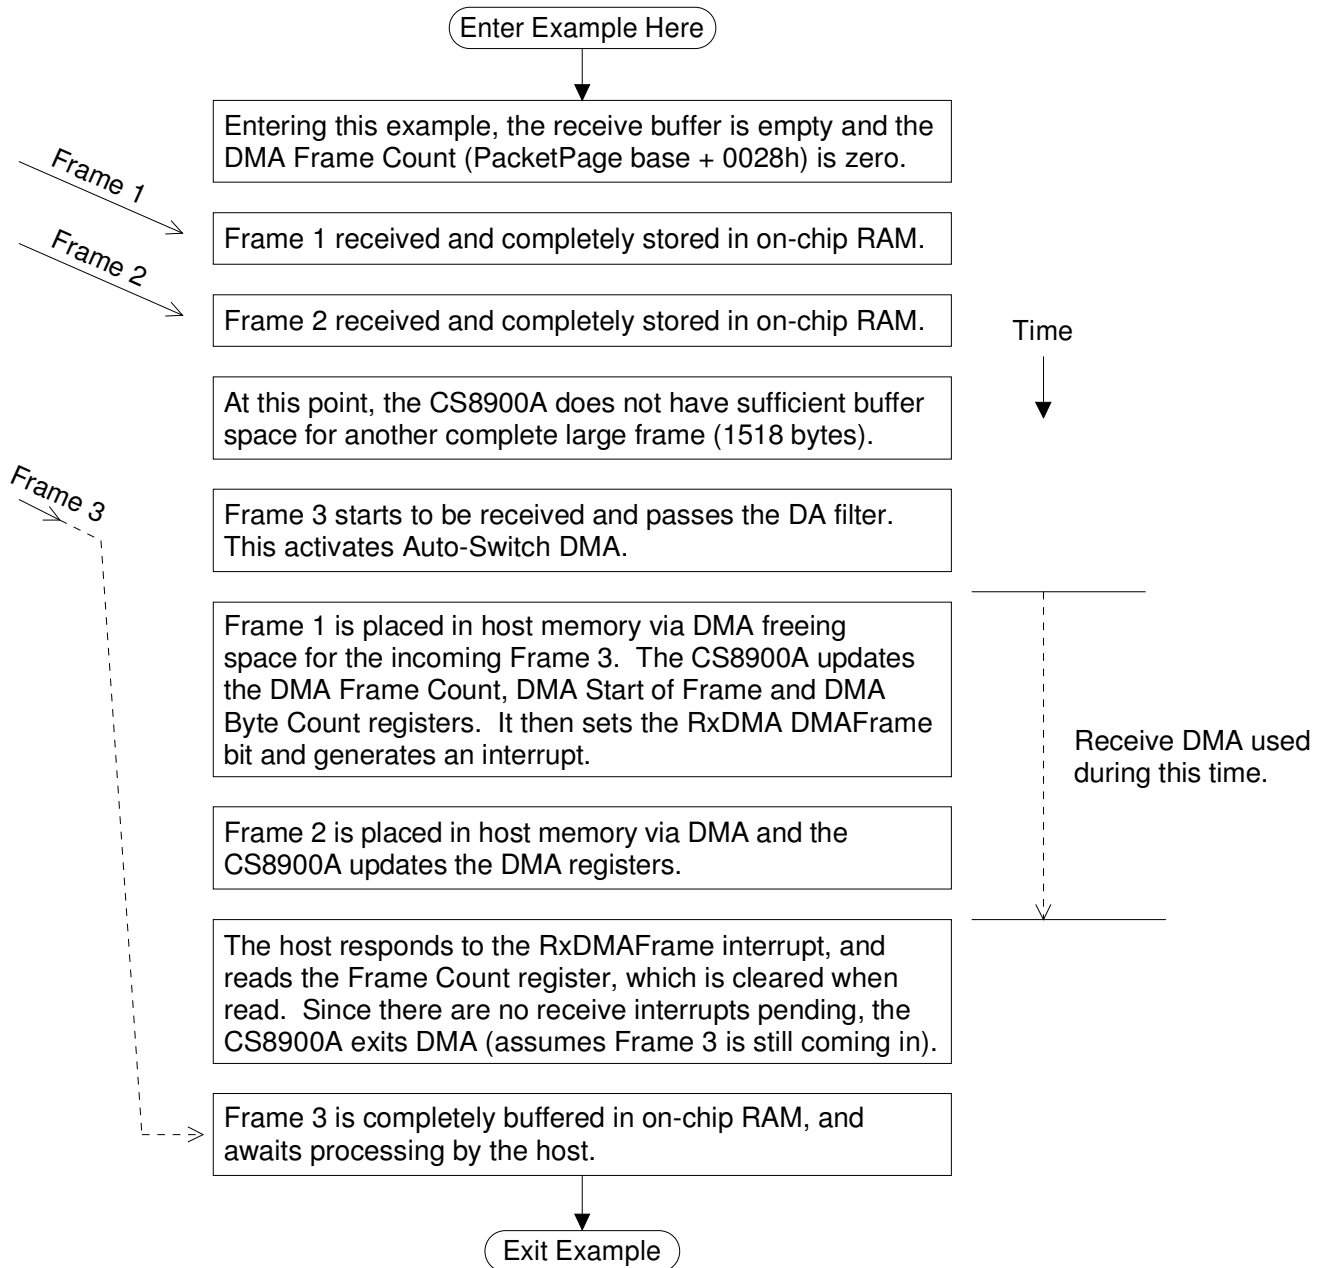 Enter Example Here
Entering this example, the receive buffer is empty and the
DMA Frame Count (PacketPage base + 0028h) is zero.
Frame 1
Frame 1 received and completely stored in on-chip RAM.
Frame 2
Frame 2 received and completely stored in on-chip RAM.
Time
At this point, the CS8900A does not have sufficient buffer
space for another complete large frame (1518 bytes).
Frame 3
Frame 3 starts to be received and passes the DA filter.
This activates Auto-Switch DMA.
Frame 1 is placed in host memory via DMA freeing
space for the incoming Frame 3.  The CS8900A updates
the DMA Frame Count, DMA Start of Frame and DMA
Byte Count registers.  It then sets the RxDMA DMAFrame
bit and generates an interrupt.
Receive DMA used
during this time.
Frame 2 is placed in host memory via DMA and the
CS8900A updates the DMA registers.
The host responds to the RxDMAFrame interrupt, and
reads the Frame Count register, which is cleared when
read.  Since there are no receive interrupts pending, the
CS8900A exits DMA (assumes Frame 3 is still coming in).
Frame 3 is completely buffered in on-chip RAM, and
awaits processing by the host.
Exit Example